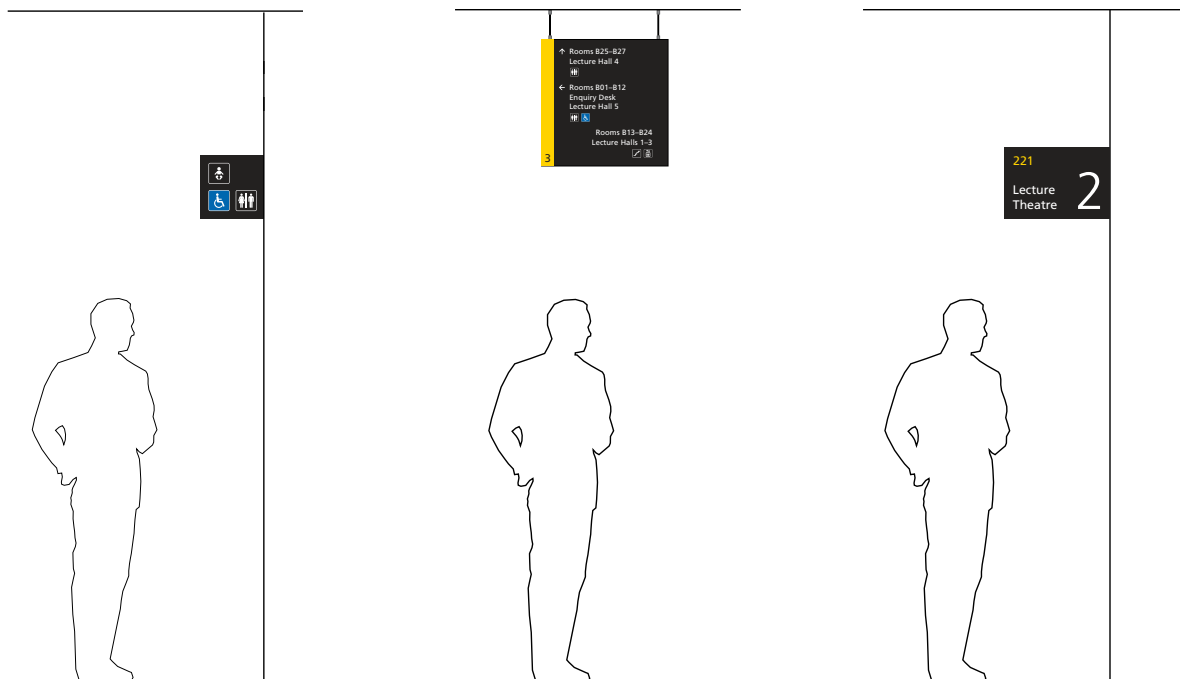 ↑ Rooms B25–B27
Lecture Hall 4
← Rooms B01–B12
Enquiry Desk
Lecture Hall 5
Rooms B13–B24
Lecture Halls 1–3
3
221
Lecture
Theatre
2